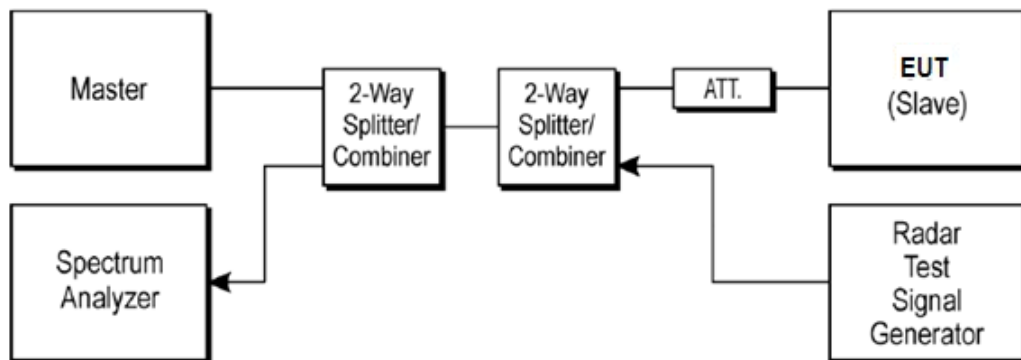 Master
2-Way
Splitter/
Combiner
2-Way
Splitter/
Combiner
ATT.
EUT
(Slave)
Spectrum
Analyzer
Radar
Test
Signal
Generator